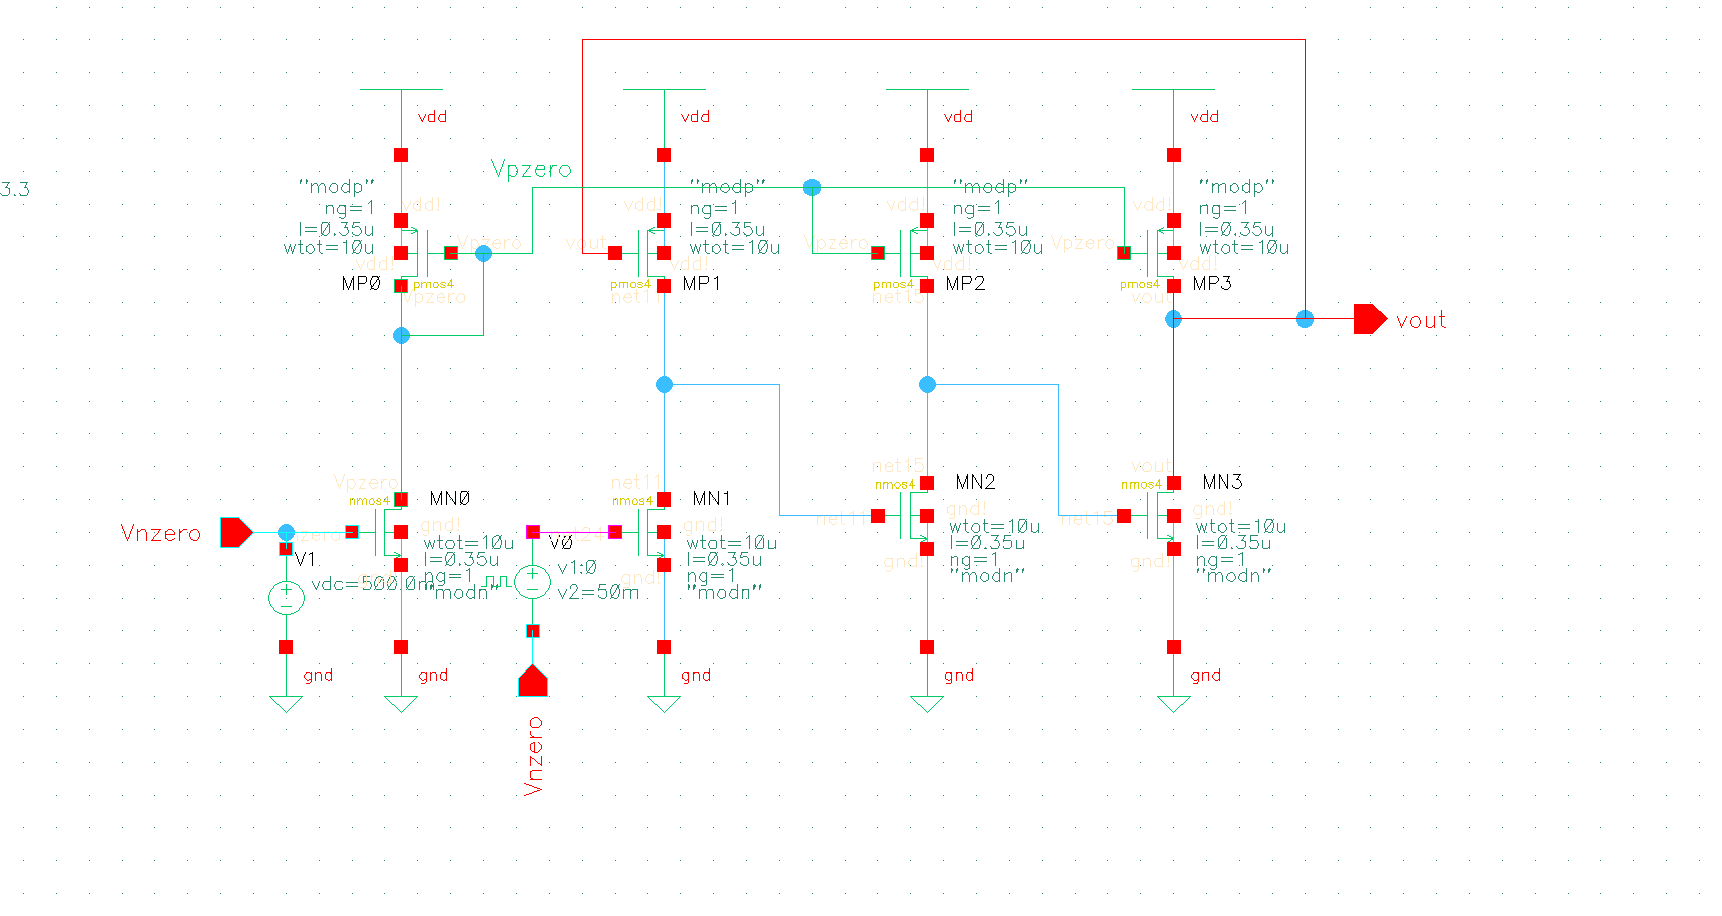 vdd
vdd
vdd
vdd
Vpzero
3.3
"modp"
ng=1
l=0.35u
wtot=10u
vdd!
Vpzero
vdd!
MP0
pmos4
Vpzero
"modp"
ng=1
l=0.35u
wtot=10u
vdd!
vout
vdd!
MP1
pmos4
net11
"modp"
ng=1
l=0.35u
wtot=10u
vdd!
Vpzero
vdd!
MP2
pmos4
net15
"modp"
ng=1
l=0.35u
wtot=10u
vdd!
Vpzero
vdd!
MP3
pmos4
vout
vout
Vpzero
nmos4
MN0
gnd!
wtot=10u
l=0.35u
ng=1
"modn"
Vnzero
V1
vdc=500.0m
net11
nmos4
MN1
gnd!
wtot=10u
l=0.35u
ng=1
"modn"
gnd!
V0
v1:0
v2=50m
net15
nmos4
MN2
gnd!
wtot=10u
l=0.35u
ng=1
"modn"
net11
gnd!
vout
nmos4
MN3
gnd!
wtot=10u
l=0.35u
ng=1
"modn"
net15
gnd!
gnd
gnd
gnd
gnd
gnd
Vnzero